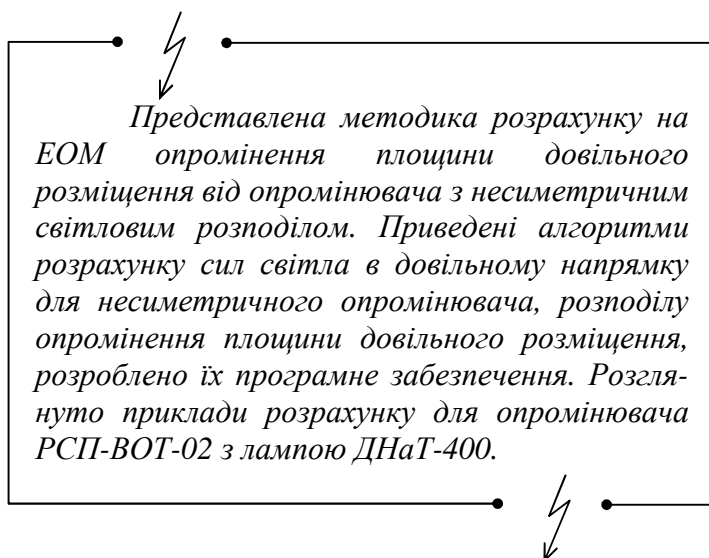 Представлена методика розрахунку на
ЕОМ опромінення площини довільного
розміщення від опромінювача з несиметричним
світловим розподілом. Приведені алгоритми
розрахунку сил світла в довільному напрямку
для несиметричного опромінювача, розподілу
опромінення площини довільного розміщення,
розроблено їх програмне забезпечення. Розгля-
нуто приклади розрахунку для опромінювача
РСП-ВОТ-02 з лампою ДНаТ-400.